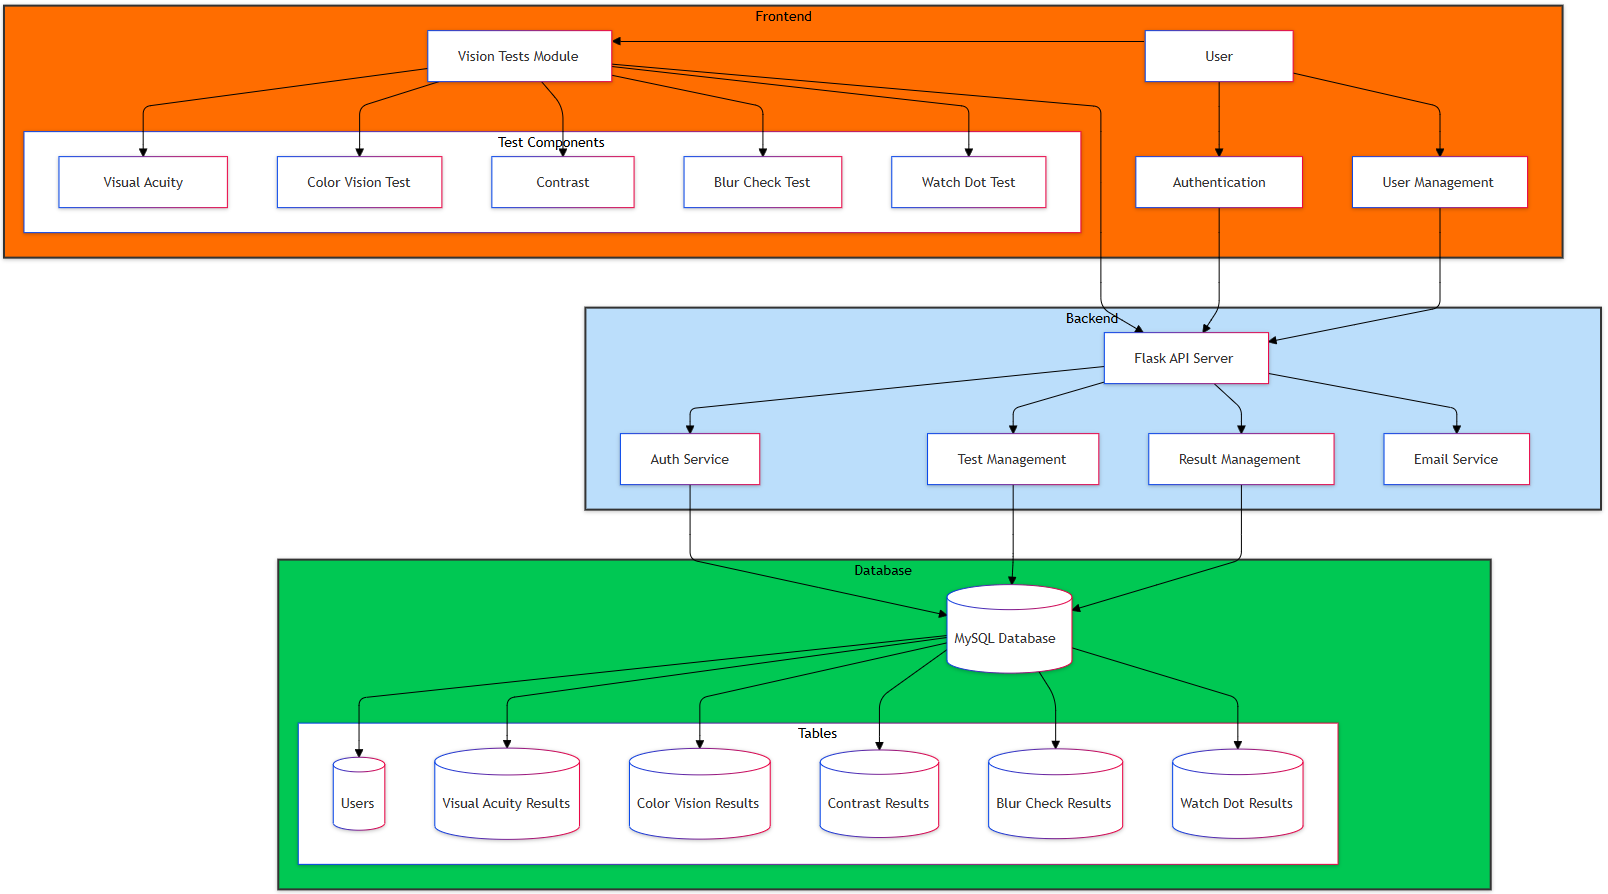 Frontend
Vision Tests Module
User
Test Components
Visual Acuity
Color Vision Test
Contrast
Blur Check Test
Watch Dot Test
Authentication
User Management
Backend
Flask API Server
Auth Service
Test Management
Result Management
Email Service
Database
MySQL Database
Tables
Users
Visual Acuity Results
Color Vision Results
Contrast Results
Blur Check Results
Watch Dot Results